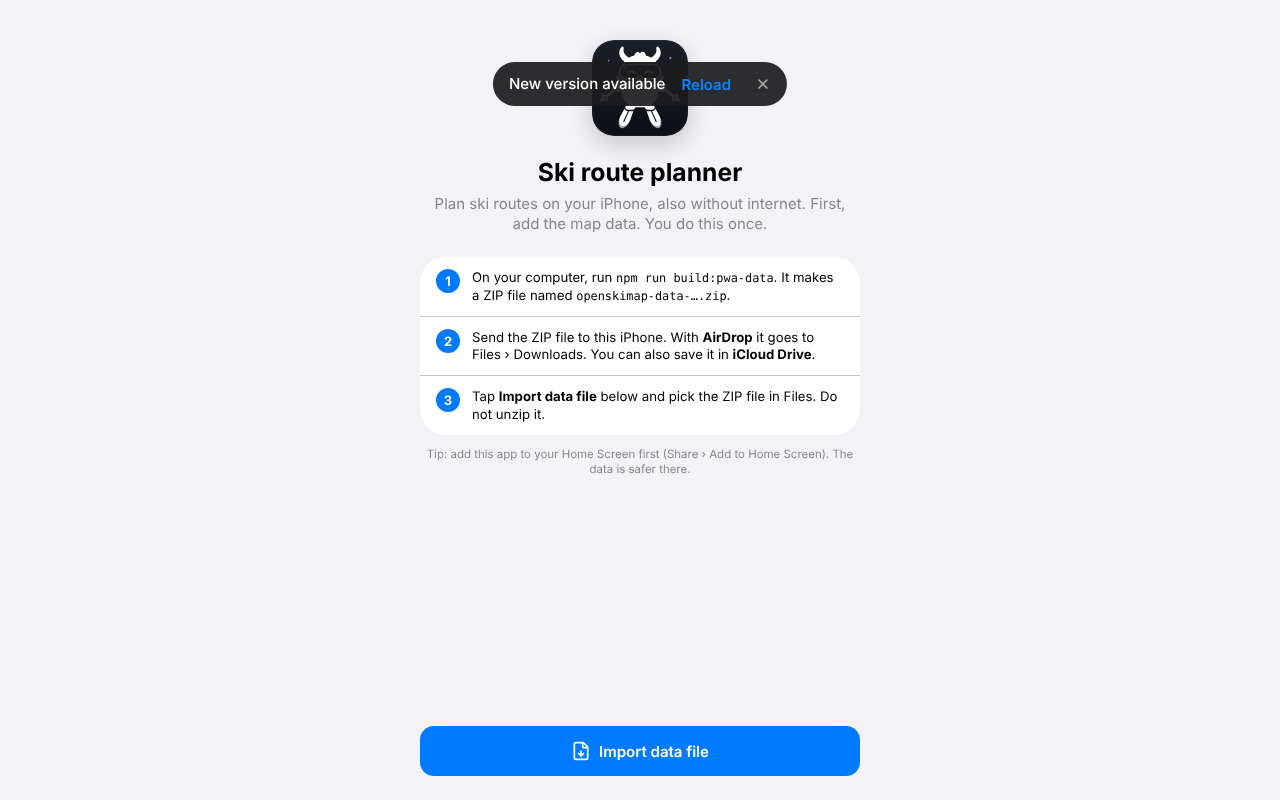 New version available Reload
Ski route planner
Plan ski routes on your iPhone, also without internet. First,
add the map data. You do this once.
1 On your computer, run npm run build:pwa-data. It makes
a ZIP file named openskimap-data-….zip.
2 Send the ZIP file to this iPhone. With AirDrop it goes to
Files › Downloads. You can also save it in iCloud Drive.
3 Tap Import data file below and pick the ZIP file in Files. Do
not unzip it.
Tip: add this app to your Home Screen first (Share › Add to Home Screen). The
data is safer there.
Import data file